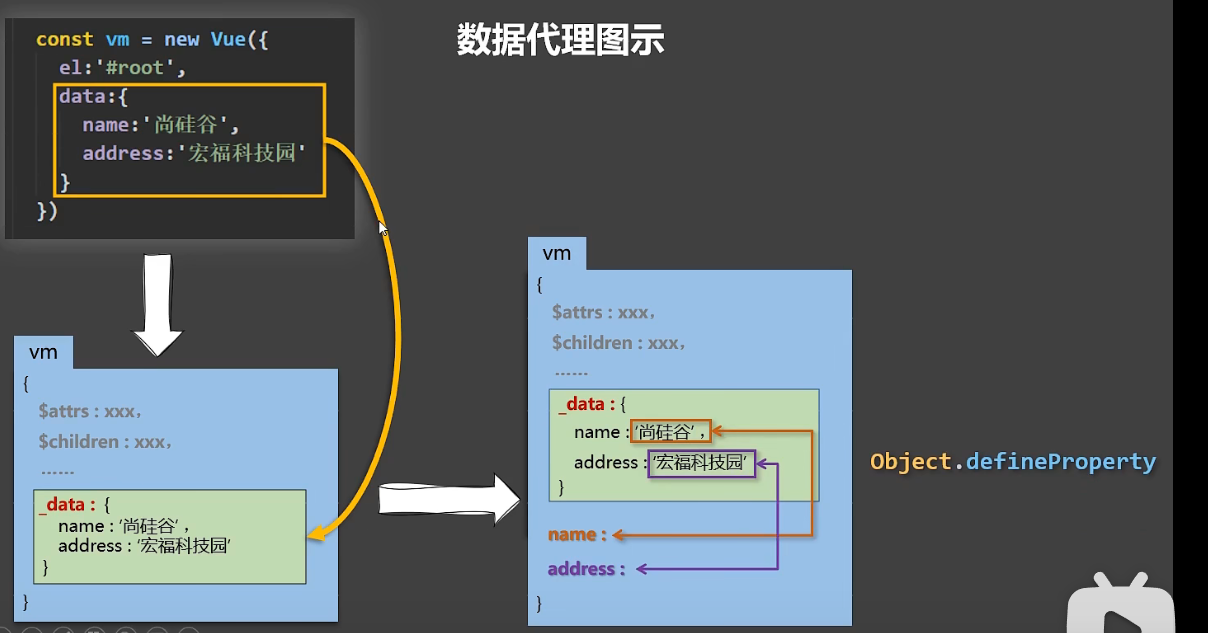 数据代理图示
const vm = new Vue({
el:'#root',
data:{
name:'尚硅谷',
address:'宏福科技园'
}
})
vm
{
$attrs : xxx,
$children : xxx,
......
_data : {
name : '尚硅谷',
address : '宏福科技园'
}
}
vm
{
$attrs : xxx,
$children : xxx,
......
_data : {
name : '尚硅谷',
address : '宏福科技园'
}
name :
address :
}
Object.defineProperty